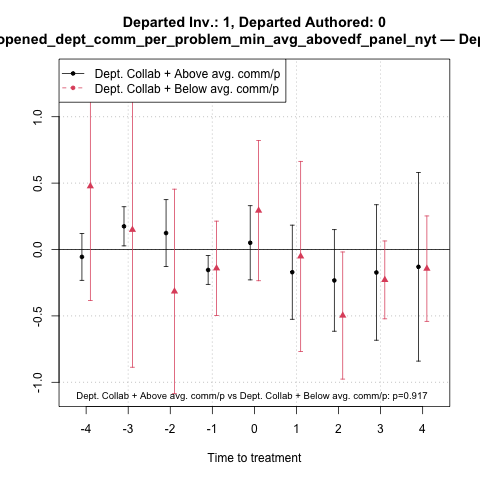 Departed Inv.: 1, Departed Authored: 0
opened_dept_comm_per_problem_min_avg_abovedf_panel_nyt — Dep
Dept. Collab + Above avg. comm/p
Dept. Collab + Below avg. comm/p
1.0
0.5
0.0
-0.5
-1.0
Dept. Collab + Above avg. comm/p vs Dept. Collab + Below avg. comm/p: p=0.917
-4 -3 -2 -1 0 1 2 3 4
Time to treatment